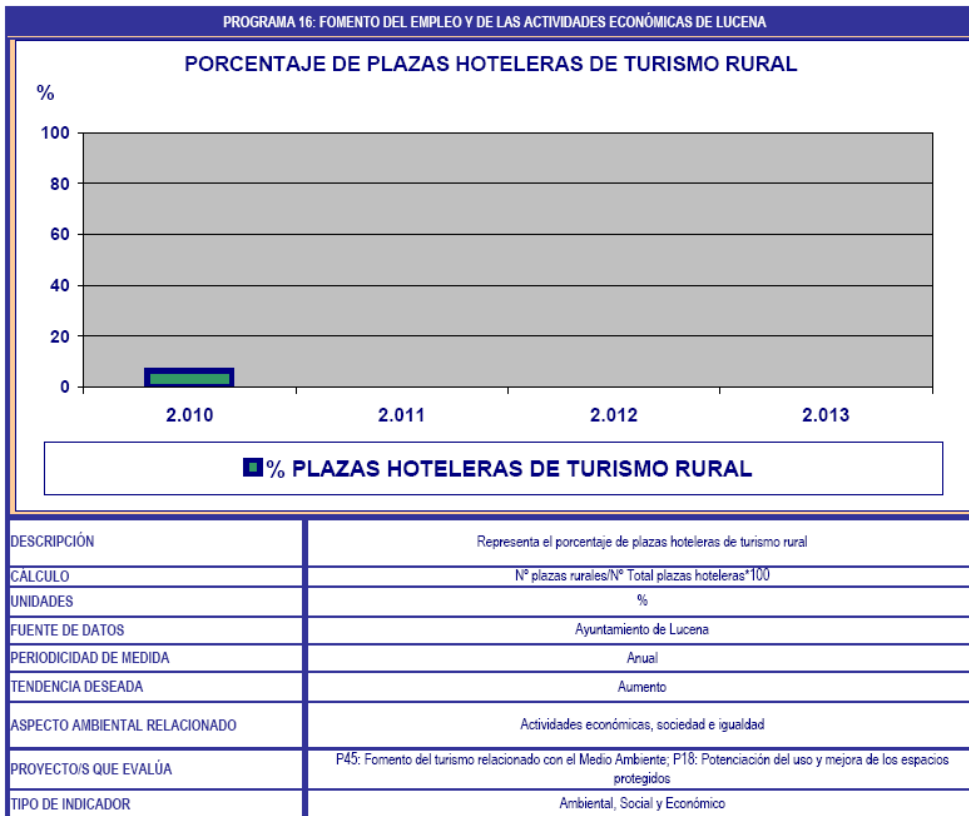 PROGRAMA 16: FOMENTO DEL EMPLEO Y DE LAS ACTIVIDADES ECONÓMICAS DE LUCENA
PORCENTAJE DE PLAZAS HOTELERAS DE TURISMO RURAL
%
100
80
60
40
20
0
2.010 2.011 2.012 2.013
% PLAZAS HOTELERAS DE TURISMO RURAL
DESCRIPCIÓN Representa el porcentaje de plazas hoteleras de turismo rural
CÁLCULO Nº plazas rurales/Nº Total plazas hoteleras*100
UNIDADES %
FUENTE DE DATOS Ayuntamiento de Lucena
PERIODICIDAD DE MEDIDA Anual
TENDENCIA DESEADA Aumento
ASPECTO AMBIENTAL RELACIONADO Actividades económicas, sociedad e igualdad
PROYECTO/S QUE EVALÚA P45: Fomento del turismo relacionado con el Medio Ambiente; P18: Potenciación del uso y mejora de los espacios
protegidos
TIPO DE INDICADOR Ambiental, Social y Económico